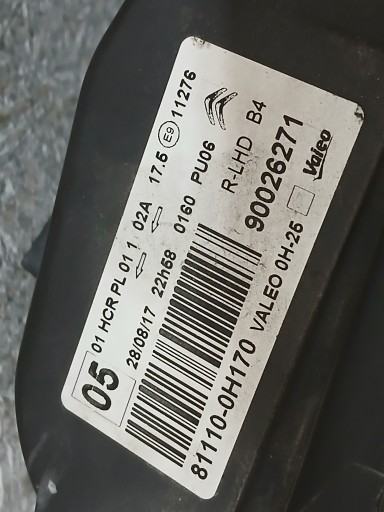 05 01 HCR PL 01 1 02A 17.5 E9 11276
28/08/17 22h58 0160 PU06
R-LHD B4
90026271
81110-0H170 VALEO 0H-26 Valeo